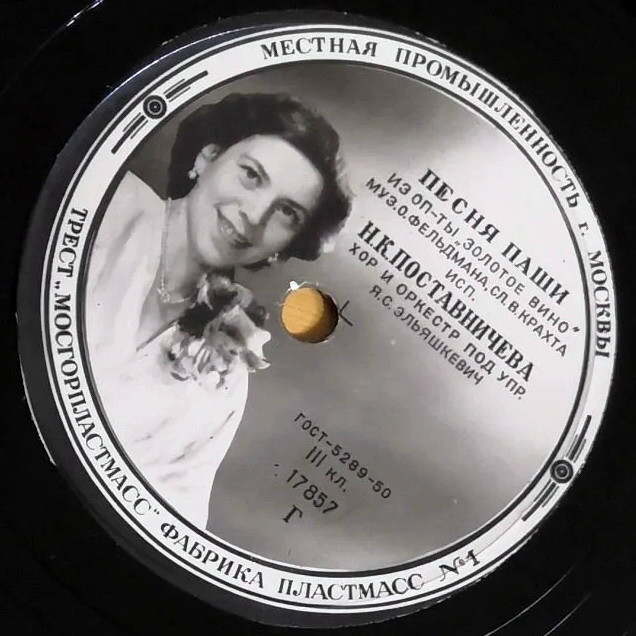 МЕСТНАЯ ПРОМЫШЛЕННОСТЬ г. МОСКВЫ
ПЕСНЯ ПАШИ
ИЗ ОП-ТЫ „ЗОЛОТОЕ ВИНО"
МУЗ. О. ФЕЛЬДМАНА, СЛ. В. КРАХТА
ИСП.
Н.К. ПОСТАВНИЧЕВА
ХОР И ОРКЕСТР ПОД УПР.
Я.С. ЭЛЬЯШКЕВИЧ
ГОСТ-5289-50
III КЛ.
17857
Г
ТРЕСТ „МОСГОРПЛАСТМАСС" ФАБРИКА ПЛАСТМАСС №1